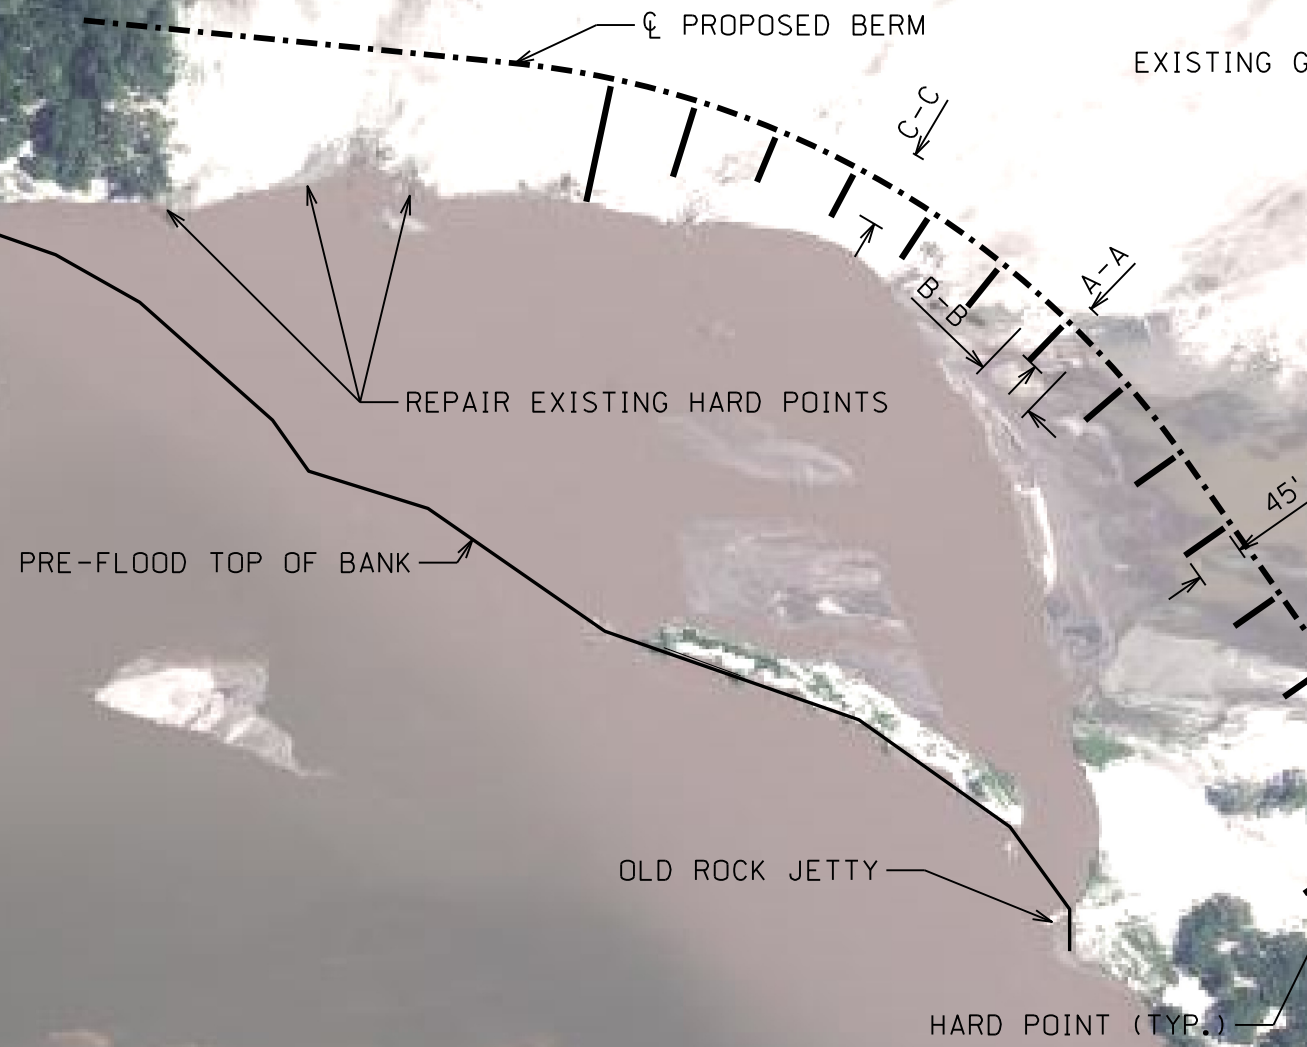 ℄ PROPOSED BERM
EXISTING G
C-C
A-A
B-B
REPAIR EXISTING HARD POINTS
45'
PRE-FLOOD TOP OF BANK
OLD ROCK JETTY
HARD POINT (TYP.)